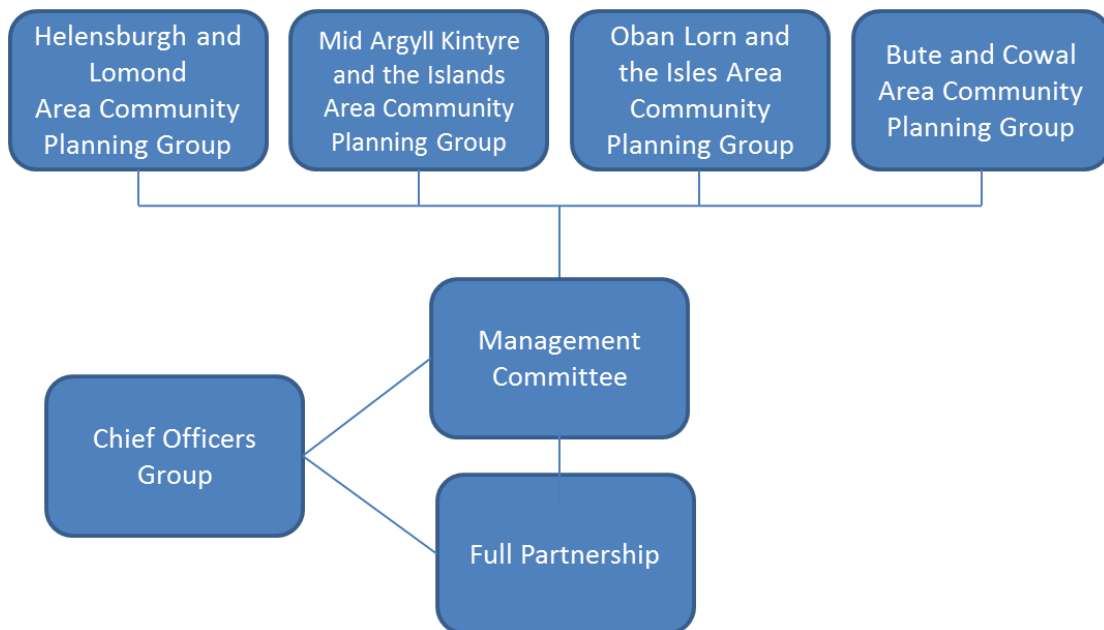 Helensburgh and
Lomond
Area Community
Planning Group
Mid Argyll Kintyre
and the Islands
Area Community
Planning Group
Oban Lorn and
the Isles Area
Community
Planning Group
Bute and Cowal
Area Community
Planning Group
Management
Committee
Chief Officers
Group
Full Partnership